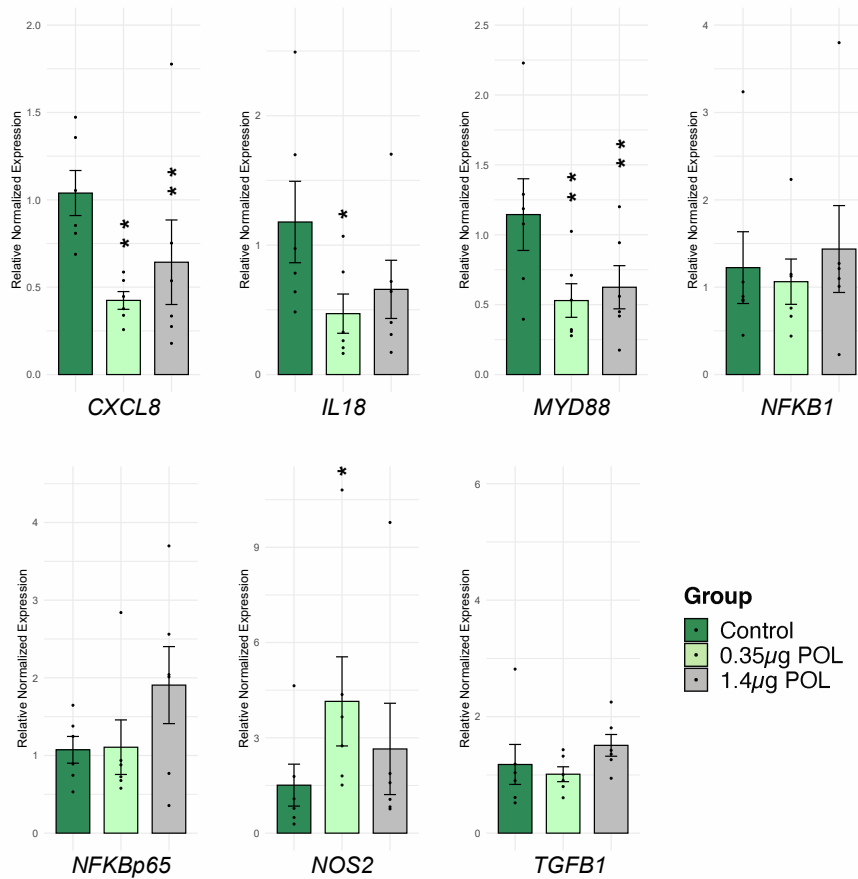 Relative Normalized Expression
2.0
1.5
1.0
0.5
0.0
**
**
CXCL8
Relative Normalized Expression
2
1
0
*
IL18
Relative Normalized Expression
2.5
2.0
1.5
1.0
0.5
0.0
**
**
MYD88
Relative Normalized Expression
4
3
2
1
0
NFKB1
Relative Normalized Expression
4
3
2
1
0
NFKBp65
Relative Normalized Expression
9
6
3
0
*
NOS2
Relative Normalized Expression
6
4
2
0
TGFB1
Group
Control
0.35µg POL
1.4µg POL